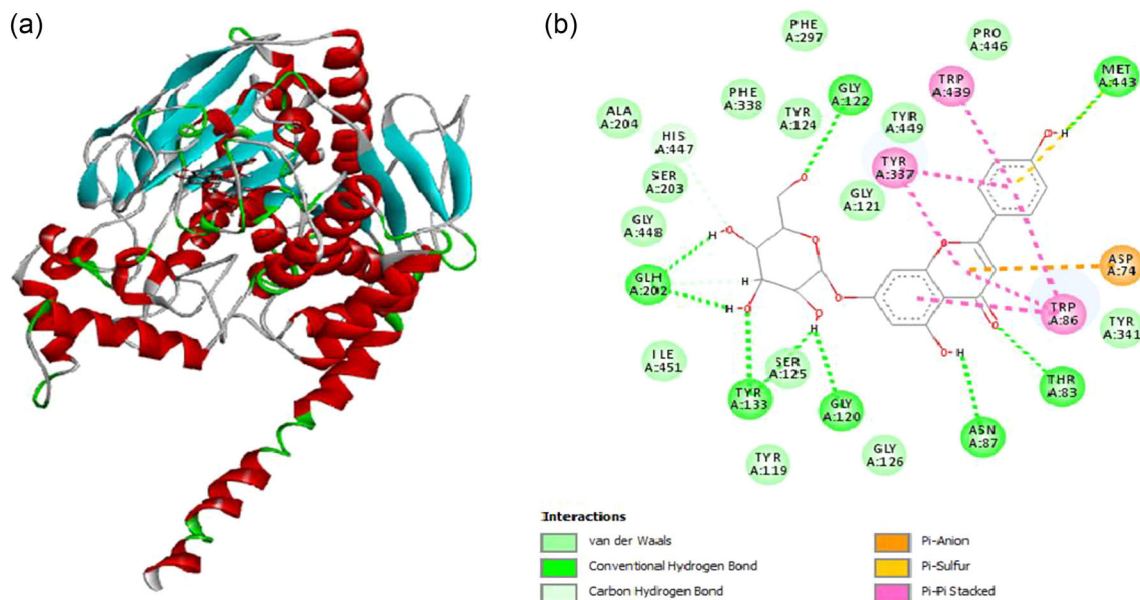 (a)
(b)
PHE
A:297
PRO
A:446
MET
A:443
TRP
A:439
GLY
A:122
PHE
A:338
ALA
A:204
TYR
A:124
TYR
A:449
HIS
A:447
TYR
A:337
SER
A:203
GLY
A:121
GLY
A:448
GLH
A:202
ASP
A:74
TRP
A:86
TYR
A:341
ILE
A:451
SER
A:125
THR
A:83
TYR
A:133
GLY
A:120
ASN
A:87
TYR
A:119
GLY
A:126
O
H
O
O
O
H
O
H
H
O
H
O
O
H
O
O
O
H
Interactions
van der Waals
Conventional Hydrogen Bond
Carbon Hydrogen Bond
Pi-Anion
Pi-Sulfur
Pi-Pi Stacked